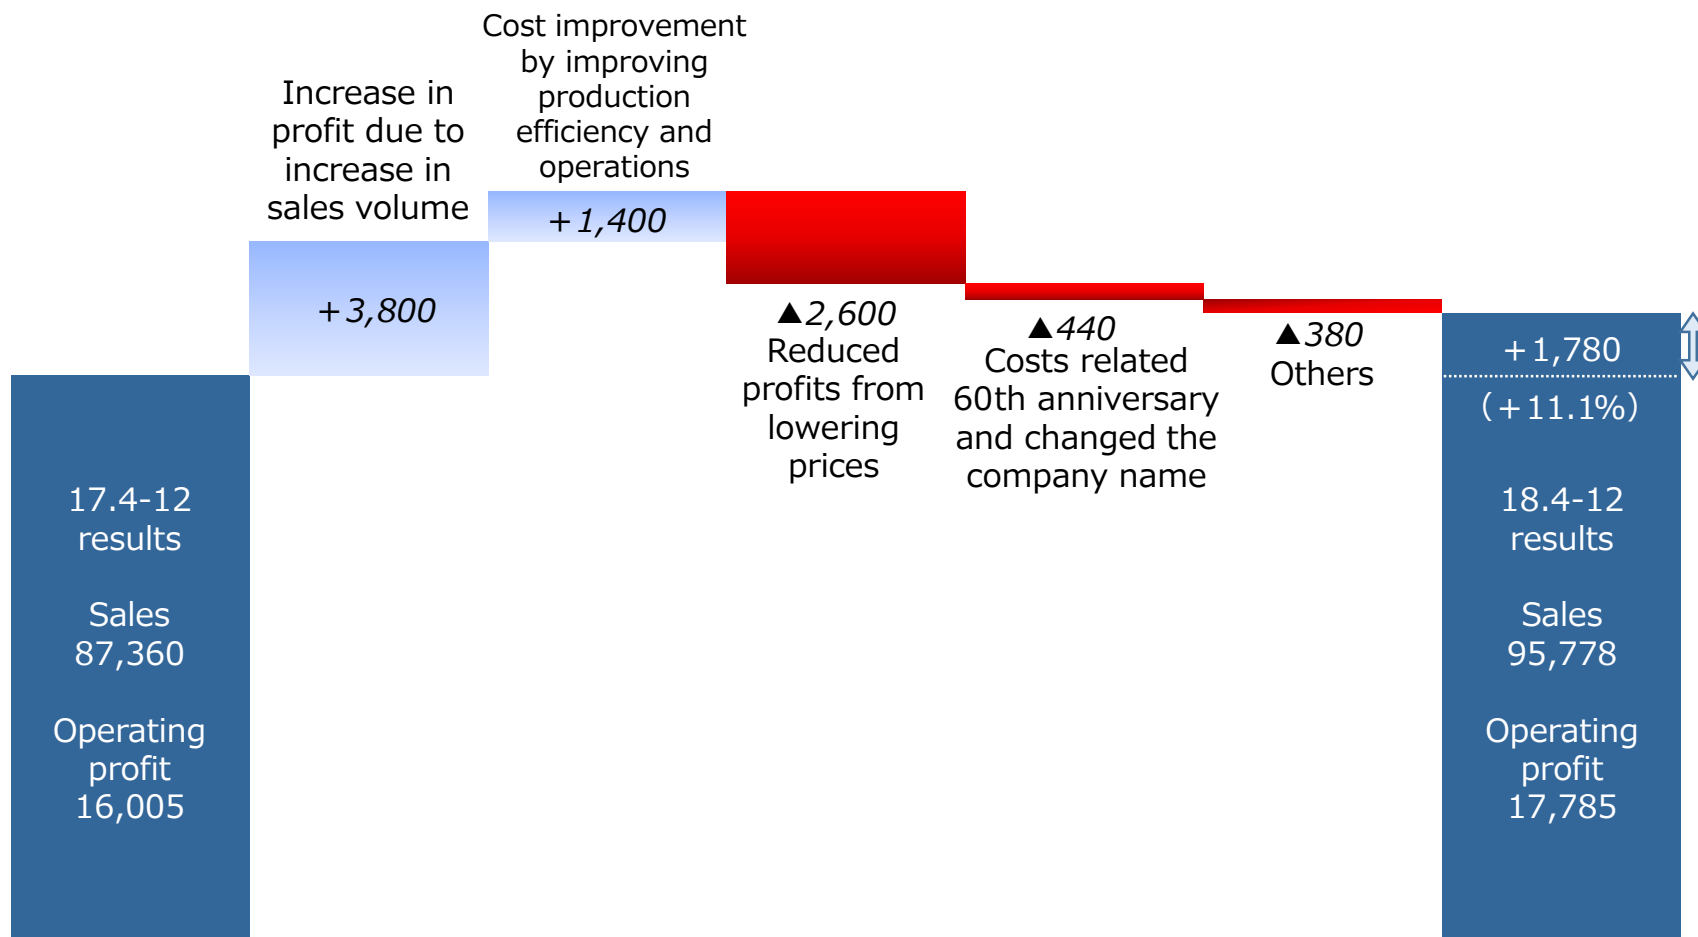 17.4-12
results
Sales
87,360
Operating
profit
16,005
Increase in
profit due to
increase in
sales volume
+3,800
Cost improvement
by improving
production
efficiency and
operations
+1,400
▲2,600
Reduced
profits from
lowering
prices
▲440
Costs related
60th anniversary
and changed the
company name
▲380
Others
+1,780
(+11.1%)
18.4-12
results
Sales
95,778
Operating
profit
17,785